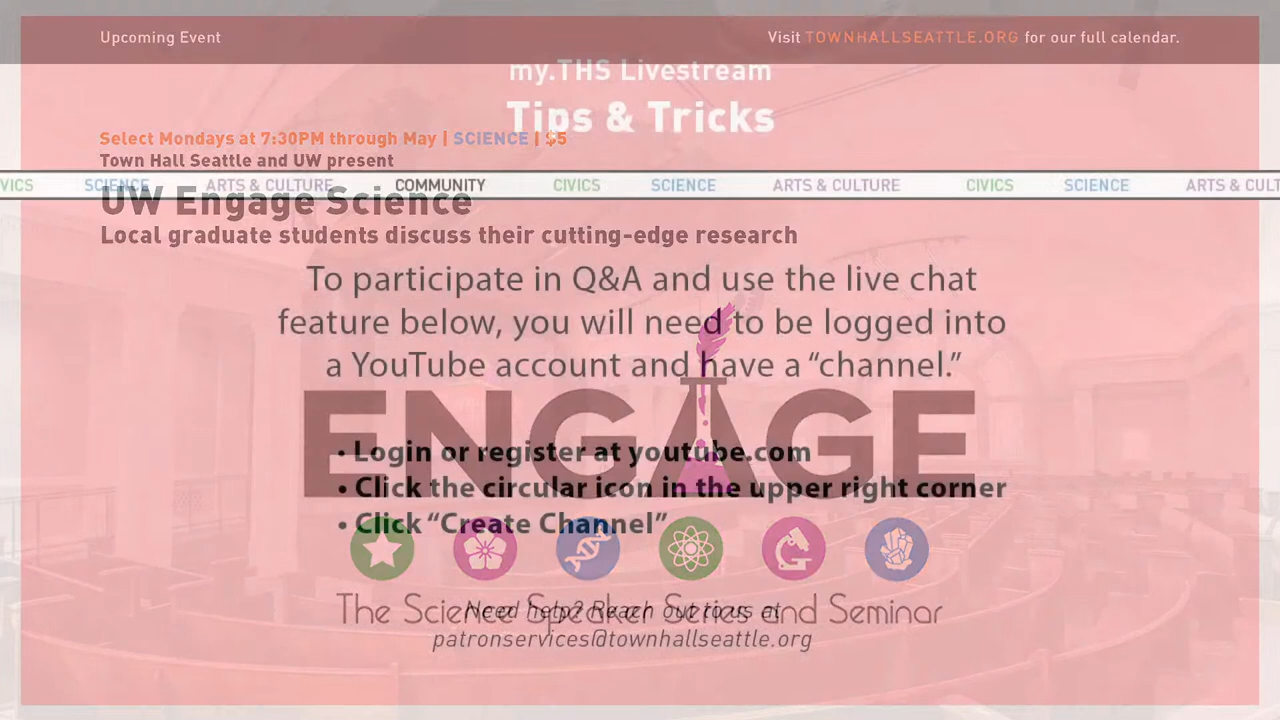 Upcoming Event
Visit TOWNHALLSEATTLE.ORG for our full calendar.
my.THS Livestream
Tips & Tricks
Select Mondays at 7:30PM through May | SCIENCE | $5
Town Hall Seattle and UW present
VICS SCIENCE ARTS & CULTURE COMMUNITY CIVICS SCIENCE ARTS & CULTURE CIVICS SCIENCE ARTS & CULT
UW Engage Science
Local graduate students discuss their cutting-edge research
To participate in Q&A and use the live chat
feature below, you will need to be logged into
a YouTube account and have a “channel.”
ENGAGE
• Login or register at youtube.com
• Click the circular icon in the upper right corner
• Click “Create Channel”
The Science Speaker Series and Seminar
Need help? Reach out to us at
patronservices@townhallseattle.org